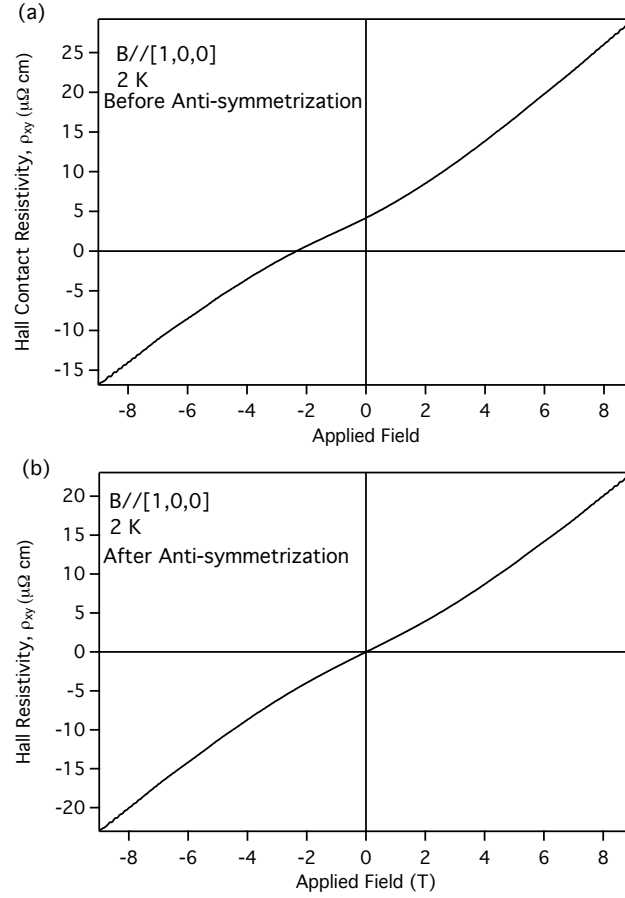 (a)
B//[1,0,0]
2 K
Before Anti-symmetrization
Hall Contact Resistivity, ρxy (μΩ cm)
25
20
15
10
5
0
-5
-10
-15
-8 -6 -4 -2 0 2 4 6 8
Applied Field
(b)
B//[1,0,0]
2 K
After Anti-symmetrization
Hall Resistivity, ρxy (μΩ cm)
20
15
10
5
0
-5
-10
-15
-20
-8 -6 -4 -2 0 2 4 6 8
Applied Field (T)